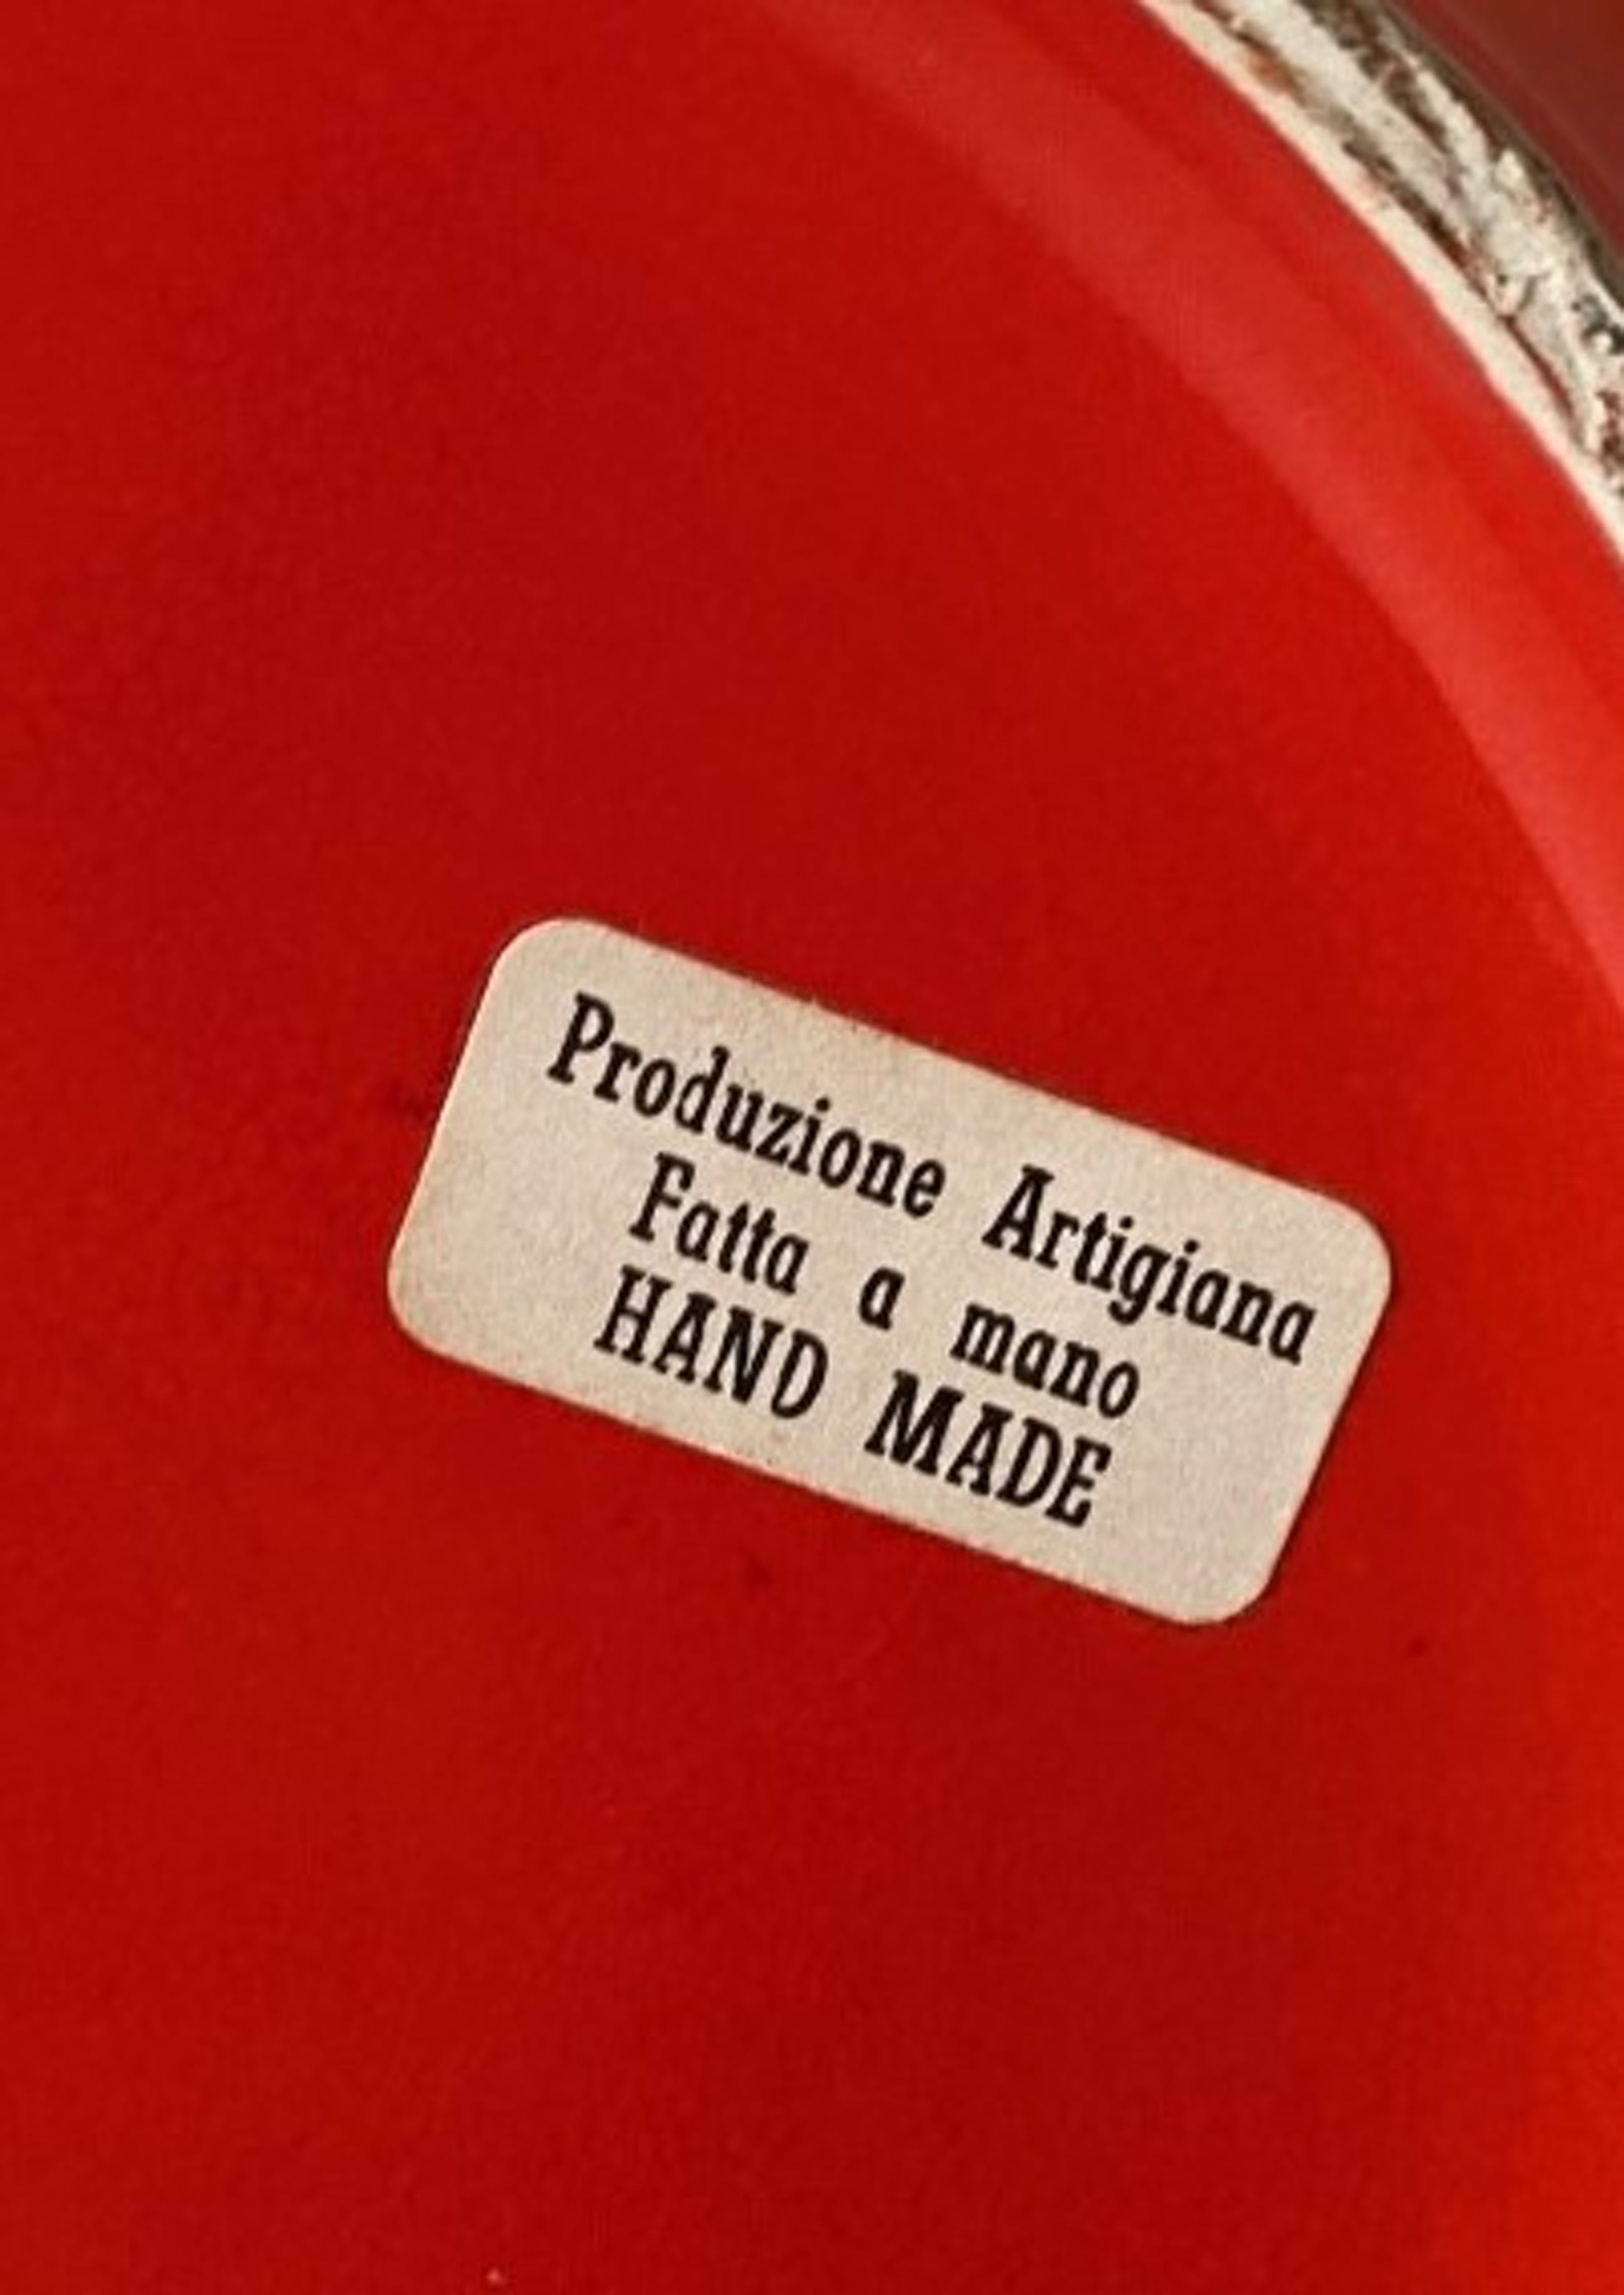 Produzione Artigiana
Fatta a mano
HAND MADE